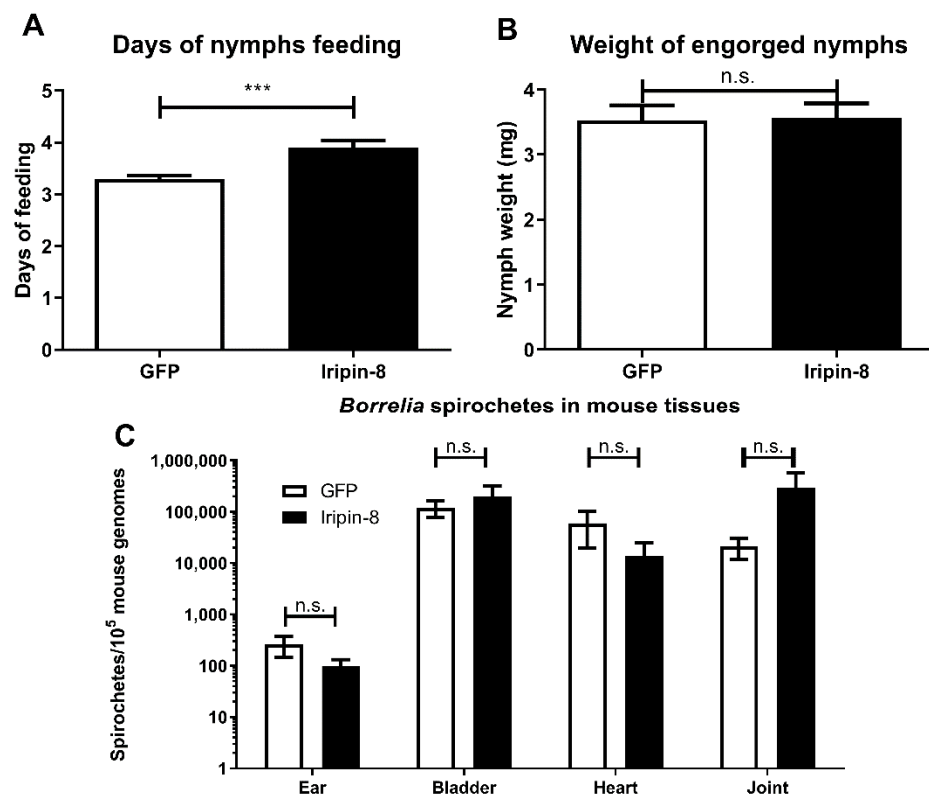 A
Days of nymphs feeding
***
5
4
3
2
1
0
Days of feeding
GFP
Iripin-8
B
Weight of engorged nymphs
n.s.
4
3
2
1
0
Nymph weight (mg)
GFP
Iripin-8
Borrelia spirochetes in mouse tissues
C
n.s.
n.s.
n.s.
n.s.
GFP
Iripin-8
1,000,000
100,000
10,000
1,000
100
10
1
Spirochetes/10⁵ mouse genomes
Ear
Bladder
Heart
Joint